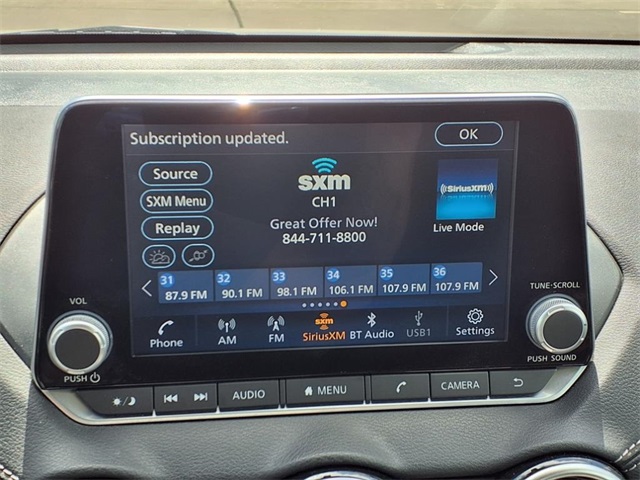 Subscription updated.
OK
Source
SXM Menu
Replay
sxm
CH1
Great Offer Now!
844-711-8800
((SiriusXM))
Live Mode
31
87.9 FM
32
90.1 FM
33
98.1 FM
34
106.1 FM
35
107.9 FM
36
107.9 FM
Phone
AM
FM
sxm
SiriusXM
BT Audio
USB1
Settings
VOL
PUSH
TUNE·SCROLL
PUSH SOUND
AUDIO
MENU
CAMERA